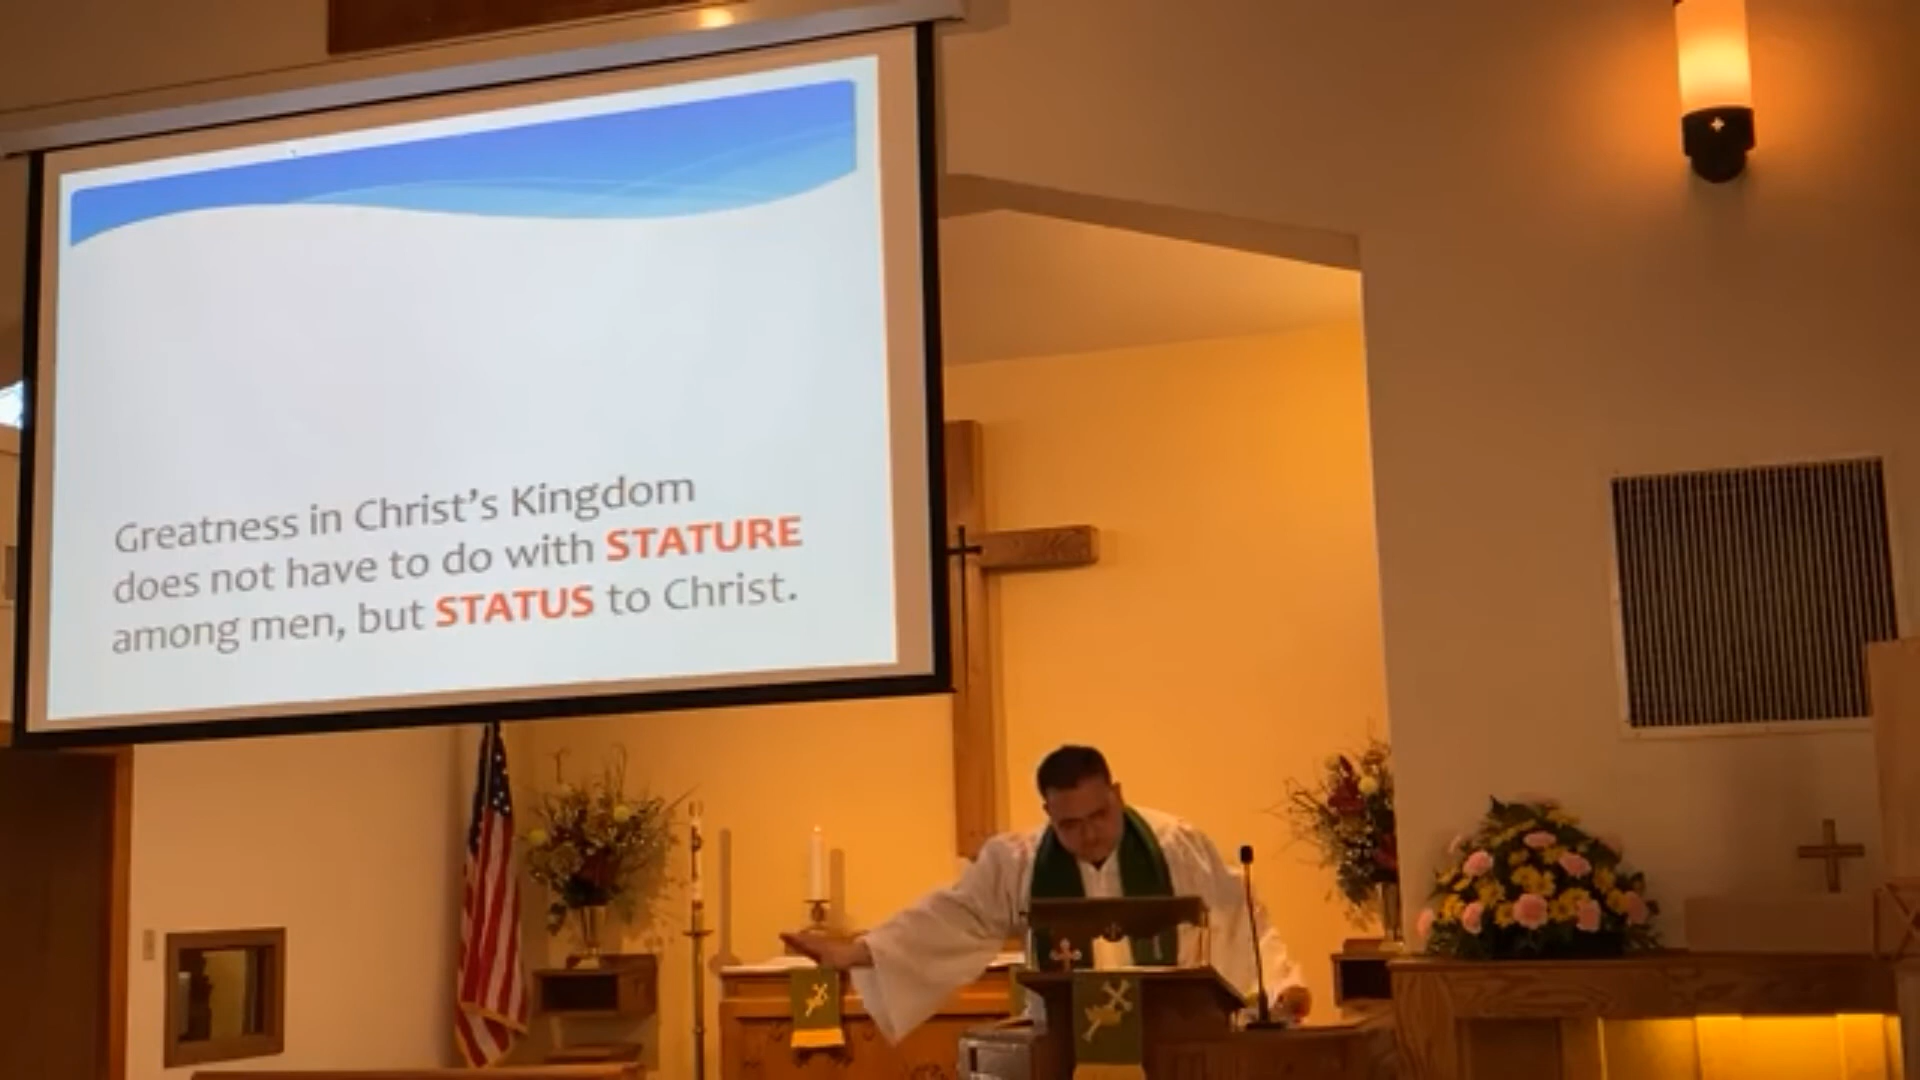 Greatness in Christ's Kingdom
does not have to do with STATURE
among men, but STATUS to Christ.